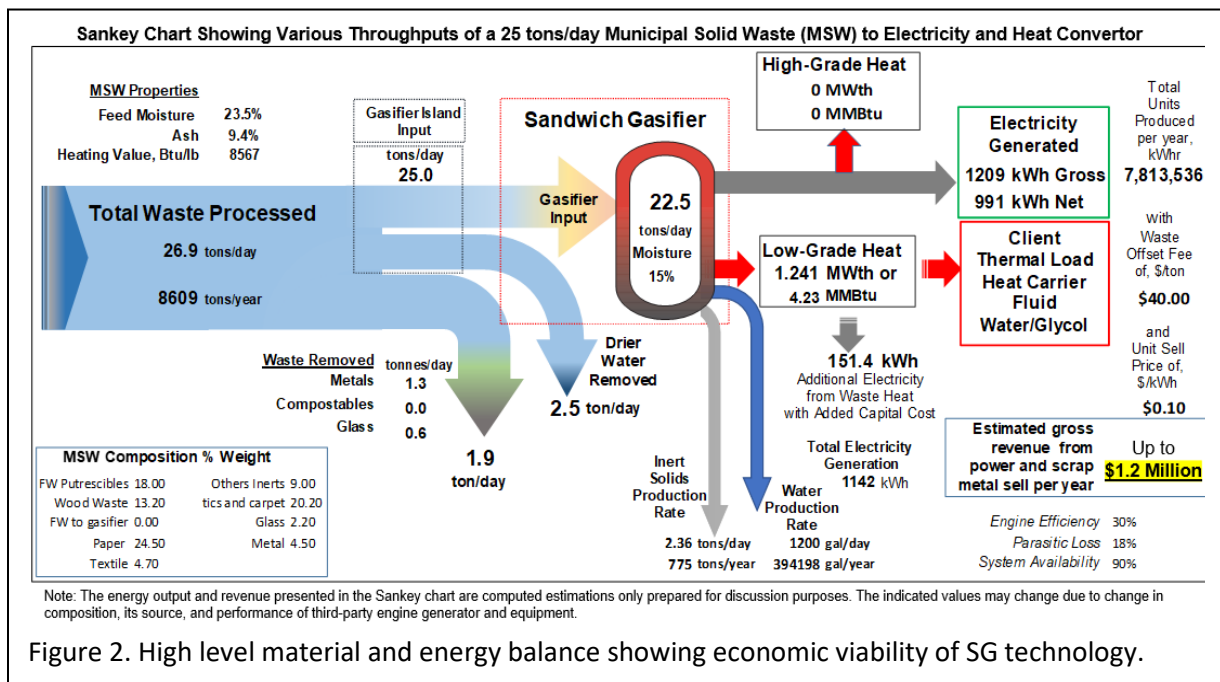 Sankey Chart Showing Various Throughputs of a 25 tons/day Municipal Solid Waste (MSW) to Electricity and Heat Convertor
MSW Properties
Feed Moisture 23.5%
Ash 9.4%
Heating Value, Btu/lb 8567
Gasifier Island
Input
tons/day
25.0
Total Waste Processed
26.9 tons/day
8609 tons/year
Sandwich Gasifier
Gasifier
Input
22.5
tons/day
Moisture
15%
High-Grade Heat
0 MWth
0 MMBtu
Low-Grade Heat
1.241 MWth or
4.23 MMBtu
Electricity
Generated
1209 kWh Gross
991 kWh Net
Client
Thermal Load
Heat Carrier
Fluid
Water/Glycol
Total
Units
Produced
per year,
kWhr
7,813,536
with
Waste
Offset Fee
of, $/ton
$40.00
and
Unit Sell
Price of,
$/kWh
$0.10
Waste Removed tonnes/day
Metals 1.3
Compostables 0.0
Glass 0.6
1.9
ton/day
Drier
Water
Removed
2.5 ton/day
151.4 kWh
Additional Electricity
from Waste Heat
with Added Capital Cost
Total Electricity
Generation
1142 kWh
Estimated gross
revenue from
power and scrap
metal sell per year
Up to
$1.2 Million
MSW Composition % Weight
FW Putrescibles 18.00 Others Inerts 9.00
Wood Waste 13.20 tics and carpet 20.20
FW to gasifier 0.00 Glass 2.20
Paper 24.50 Metal 4.50
Textile 4.70
Inert
Solids
Production
Rate
2.36 tons/day
775 tons/year
Water
Production
Rate
1200 gal/day
394198 gal/year
Engine Efficiency 30%
Parasitic Loss 18%
System Availability 90%
Note: The energy output and revenue presented in the Sankey chart are computed estimations only prepared for discussion purposes. The indicated values may change due to change in
composition, its source, and performance of third-party engine generator and equipment.
Figure 2. High level material and energy balance showing economic viability of SG technology.